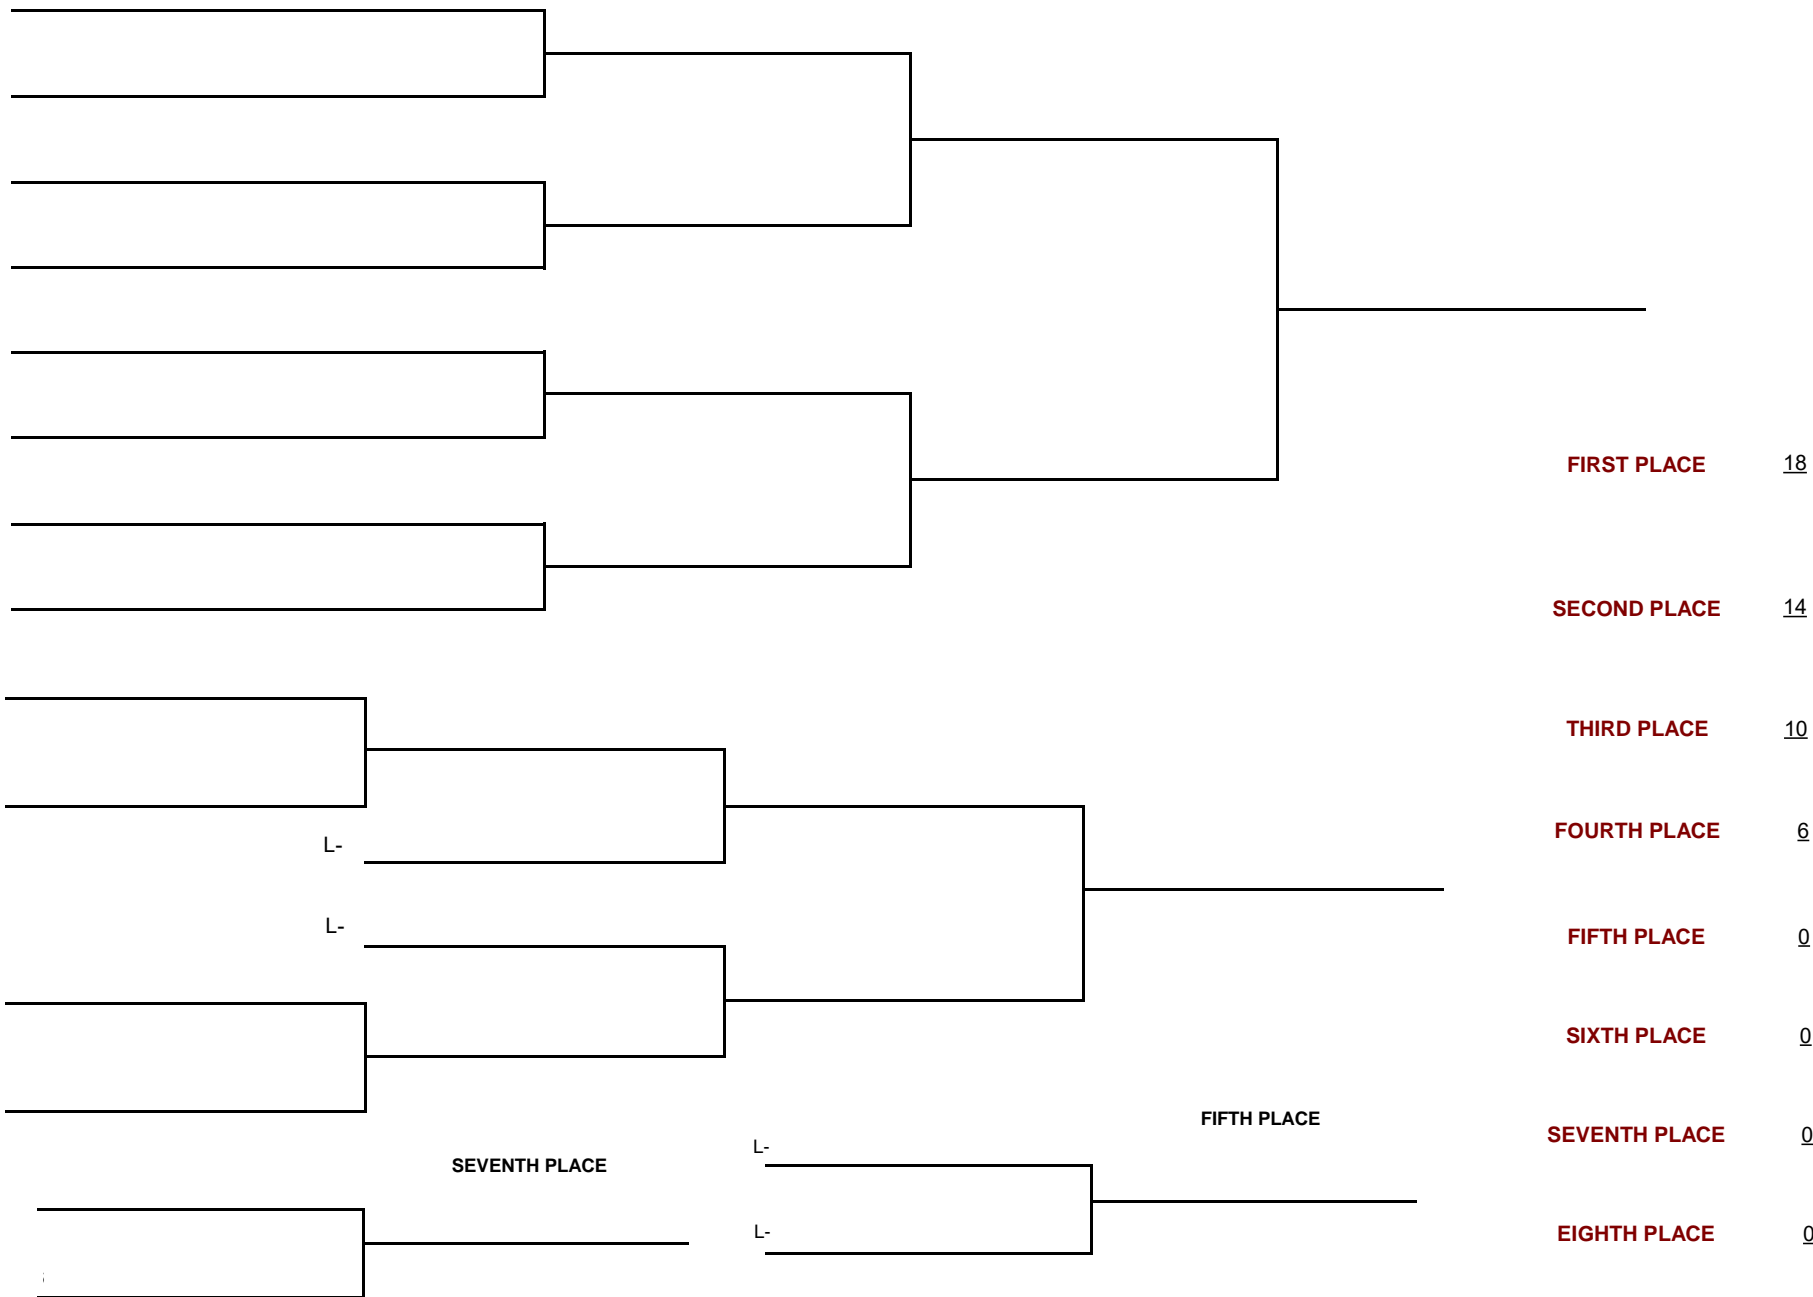 FIRST PLACE 18
SECOND PLACE 14
THIRD PLACE 10
FOURTH PLACE 6
L-
L-
FIFTH PLACE 0
SIXTH PLACE 0
FIFTH PLACE
SEVENTH PLACE 0
L-
SEVENTH PLACE
L-
EIGHTH PLACE 0